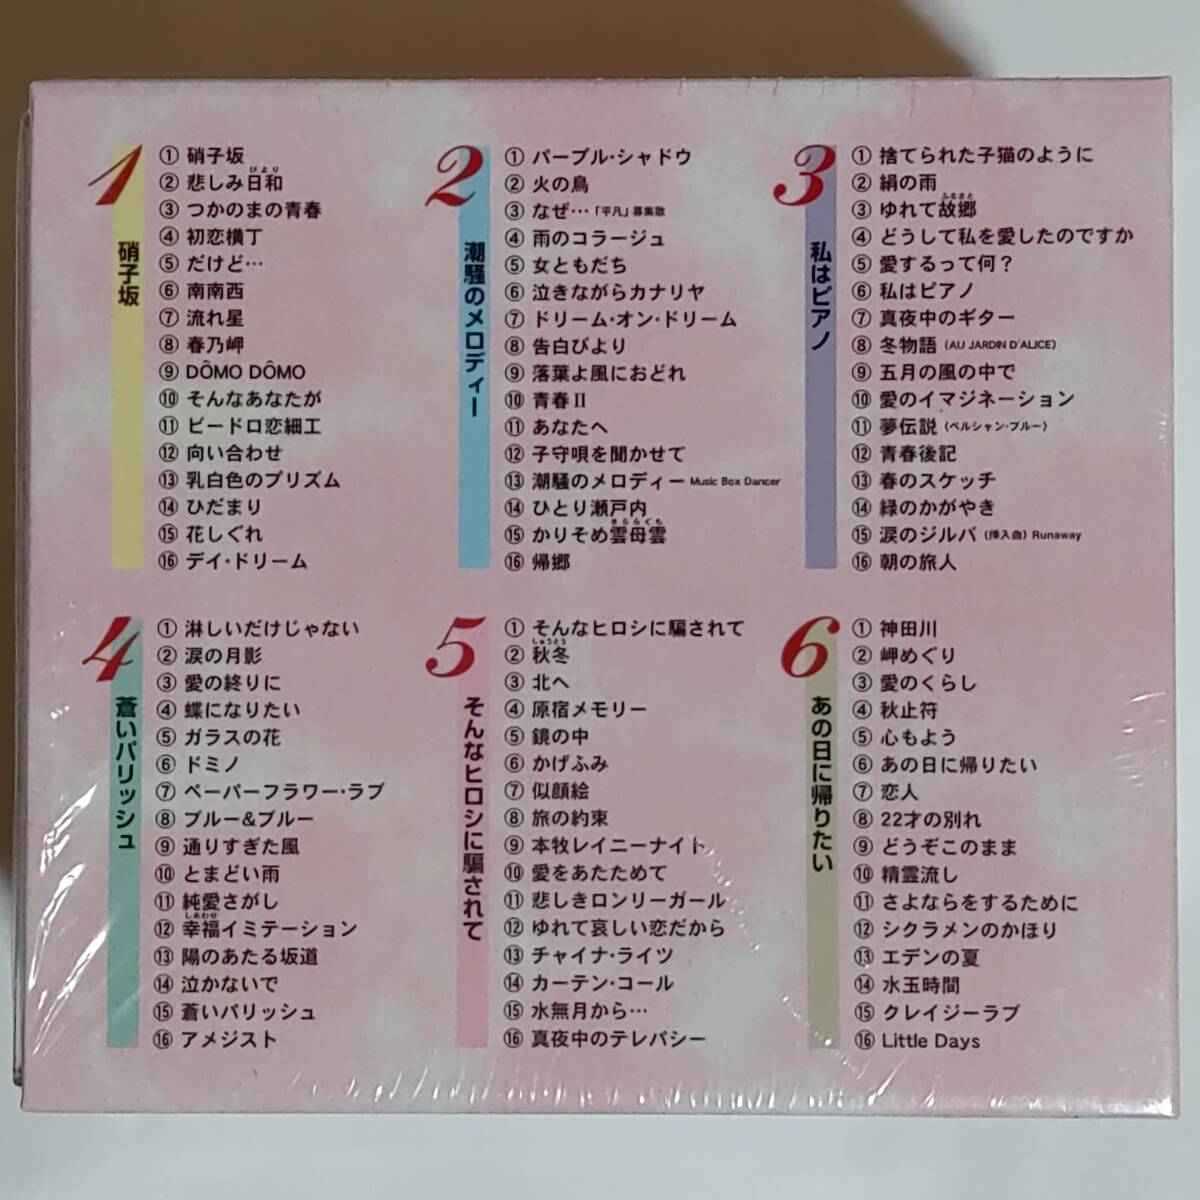 1
硝子坂
① 硝子坂
② 悲しみ日和
びより
③ つかのまの青春
④ 初恋横丁
⑤ だけど…
⑥ 南南西
⑦ 流れ星
⑧ 春乃岬
⑨ DÔMO DÔMO
⑩ そんなあなたが
⑪ ビードロ恋細工
⑫ 向い合わせ
⑬ 乳白色のプリズム
⑭ ひだまり
⑮ 花しぐれ
⑯ デイ・ドリーム
2
潮騒のメロディー
① パープル・シャドウ
② 火の鳥
③ なぜ…「平凡」募集歌
④ 雨のコラージュ
⑤ 女ともだち
⑥ 泣きながらカナリヤ
⑦ ドリーム・オン・ドリーム
⑧ 告白びより
⑨ 落葉よ風におどれ
⑩ 青春Ⅱ
⑪ あなたへ
⑫ 子守唄を聞かせて
⑬ 潮騒のメロディー Music Box Dancer
⑭ ひとり瀬戸内
⑮ かりそめ雲母雲
きららぐも
⑯ 帰郷
3
私はピアノ
① 捨てられた子猫のように
② 絹の雨
③ ゆれて故郷
ふるさと
④ どうして私を愛したのですか
⑤ 愛するって何？
⑥ 私はピアノ
⑦ 真夜中のギター
⑧ 冬物語 (AU JARDIN D'ALICE)
⑨ 五月の風の中で
⑩ 愛のイマジネーション
⑪ 夢伝説 (ペルシャン・ブルー)
⑫ 青春後記
⑬ 春のスケッチ
⑭ 緑のかがやき
⑮ 涙のジルバ (挿入曲) Runaway
⑯ 朝の旅人
4
蒼いパリッシュ
① 淋しいだけじゃない
② 涙の月影
③ 愛の終りに
④ 蝶になりたい
⑤ ガラスの花
⑥ ドミノ
⑦ ペーパーフラワー・ラブ
⑧ ブルー&ブルー
⑨ 通りすぎた風
⑩ とまどい雨
⑪ 純愛さがし
⑫ 幸福イミテーション
しあわせ
⑬ 陽のあたる坂道
⑭ 泣かないで
⑮ 蒼いパリッシュ
⑯ アメジスト
5
そんなヒロシに騙されて
① そんなヒロシに騙されて
② 秋冬
しゅうとう
③ 北へ
④ 原宿メモリー
⑤ 鏡の中
⑥ かげふみ
⑦ 似顔絵
⑧ 旅の約束
⑨ 本牧レイニーナイト
⑩ 愛をあたためて
⑪ 悲しきロンリーガール
⑫ ゆれて哀しい恋だから
⑬ チャイナ・ライツ
⑭ カーテン・コール
⑮ 水無月から…
⑯ 真夜中のテレパシー
6
あの日に帰りたい
① 神田川
② 岬めぐり
③ 愛のくらし
④ 秋止符
⑤ 心もよう
⑥ あの日に帰りたい
⑦ 恋人
⑧ 22才の別れ
⑨ どうぞこのまま
⑩ 精霊流し
⑪ さよならをするために
⑫ シクラメンのかほり
⑬ エデンの夏
⑭ 水玉時間
⑮ クレイジーラブ
⑯ Little Days